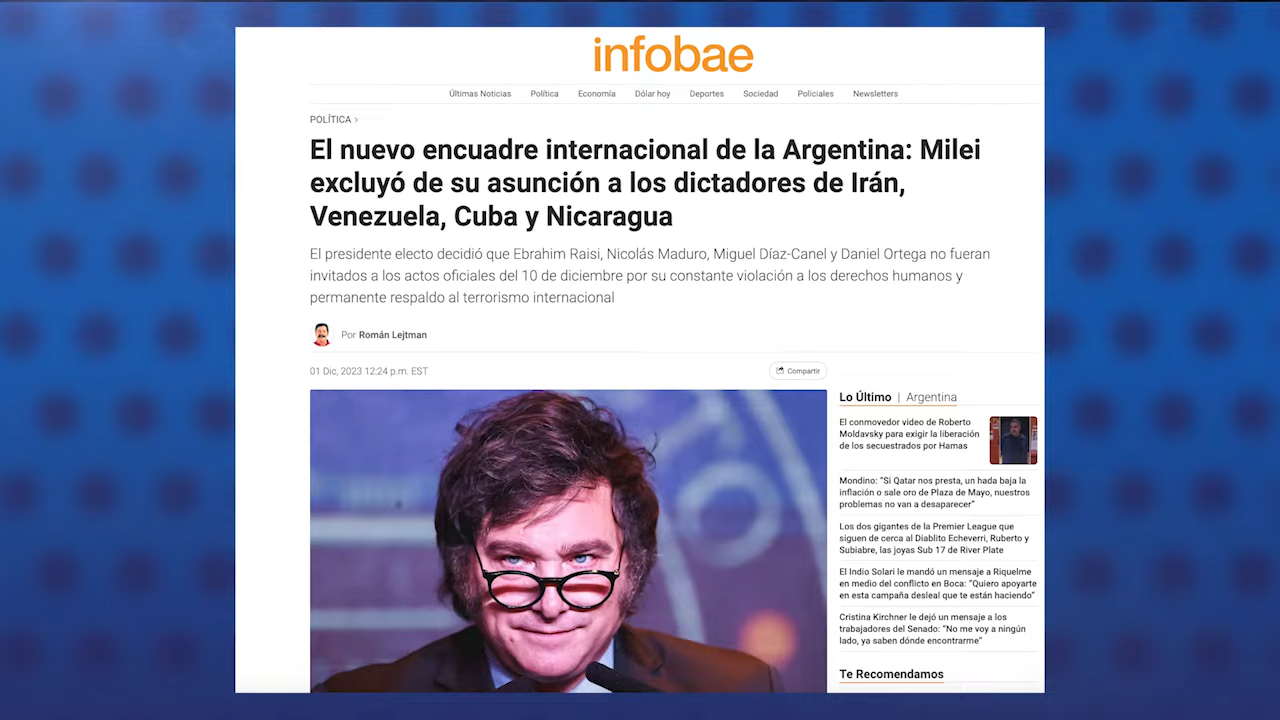 infobae
Últimas Noticias Política Economía Dólar hoy Deportes Sociedad Policiales Newsletters
POLÍTICA >
El nuevo encuadre internacional de la Argentina: Milei
excluyó de su asunción a los dictadores de Irán,
Venezuela, Cuba y Nicaragua
El presidente electo decidió que Ebrahim Raisi, Nicolás Maduro, Miguel Díaz-Canel y Daniel Ortega no fueran
invitados a los actos oficiales del 10 de diciembre por su constante violación a los derechos humanos y
permanente respaldo al terrorismo internacional
Por Román Lejtman
01 Dic, 2023 12:24 p.m. EST
Compartir
Lo Último | Argentina
El conmovedor video de Roberto
Moldavsky para exigir la liberación
de los secuestrados por Hamas
Mondino: “Si Qatar nos presta, un hada baja la
inflación o sale oro de Plaza de Mayo, nuestros
problemas no van a desaparecer”
Los dos gigantes de la Premier League que
siguen de cerca al Diablito Echeverri, Ruberto y
Subiabre, las joyas Sub 17 de River Plate
El Indio Solari le mandó un mensaje a Riquelme
en medio del conflicto en Boca: “Quiero apoyarte
en esta campaña desleal que te están haciendo”
Cristina Kirchner le dejó un mensaje a los
trabajadores del Senado: “No me voy a ningún
lado, ya saben dónde encontrarme”
Te Recomendamos